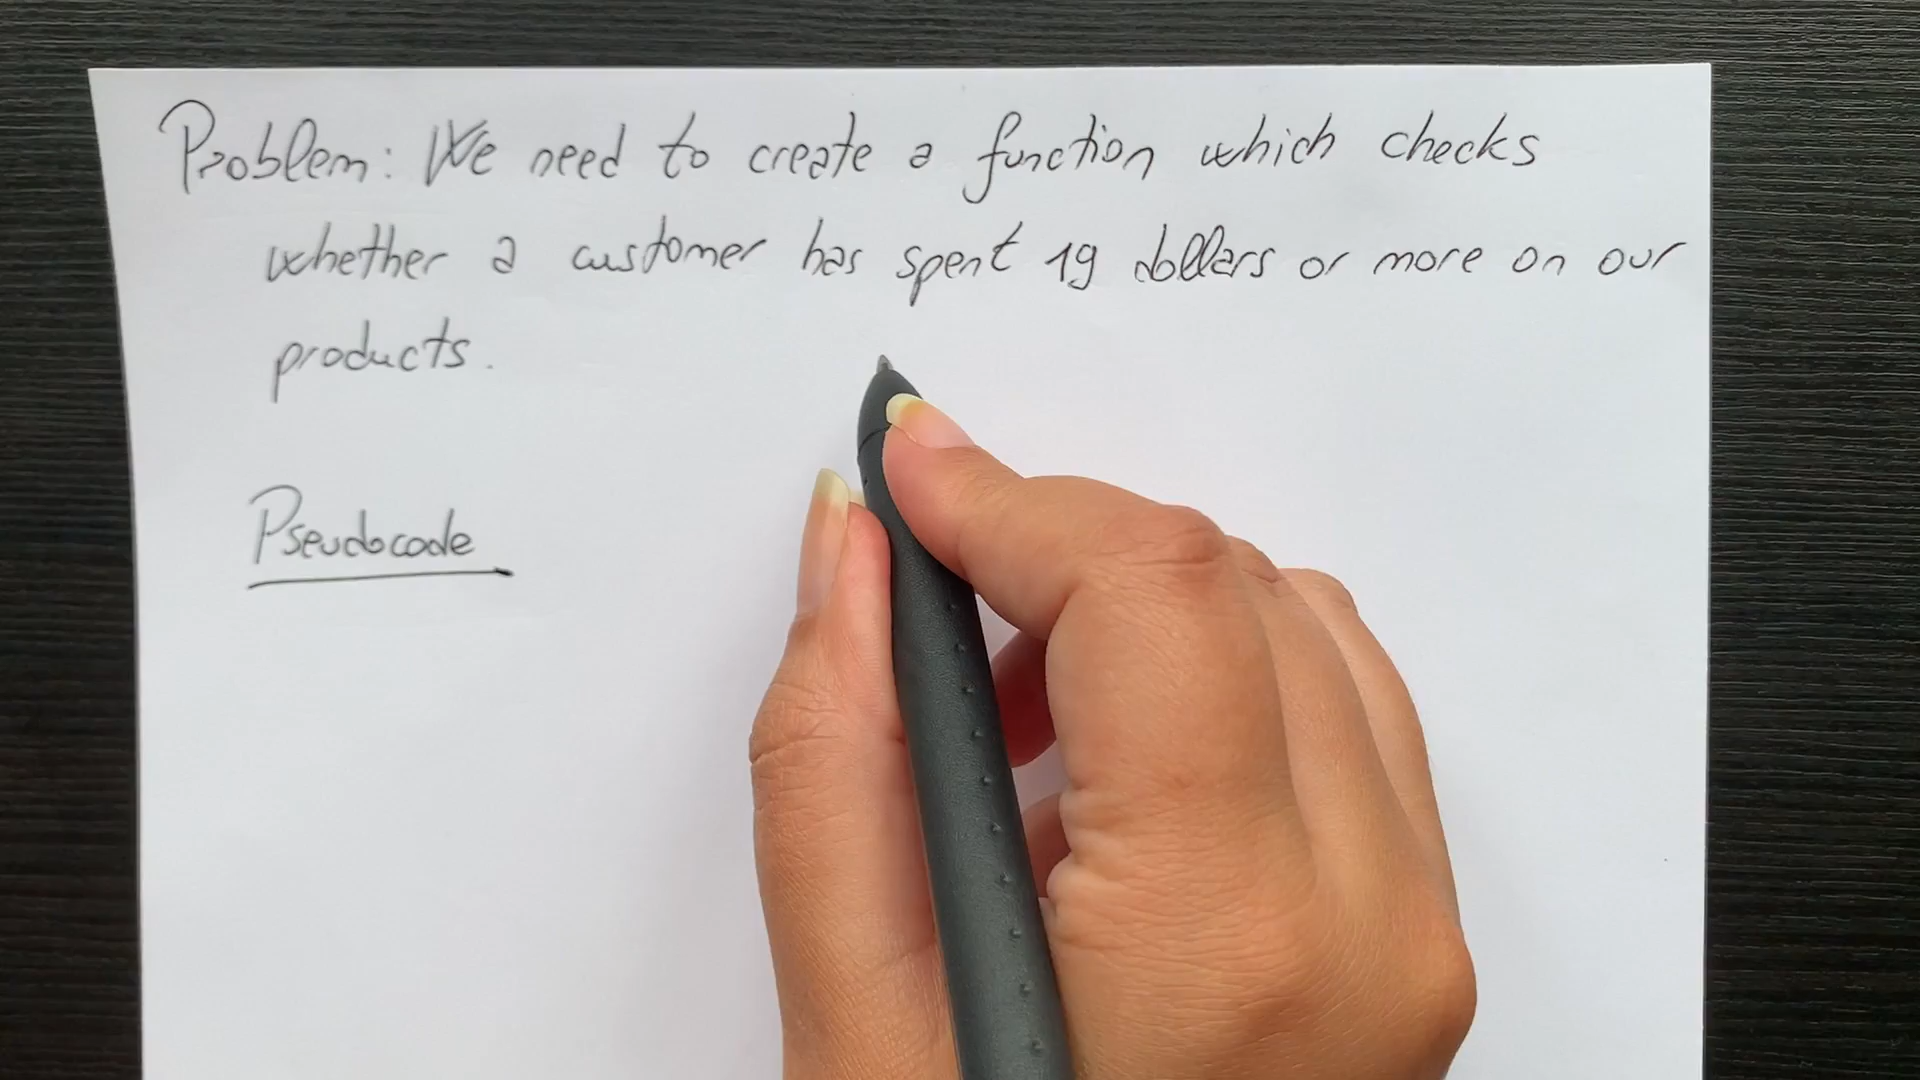 Problem: We need to create a function which checks
whether a customer has spent 19 dollars or more on our
products.
Pseudocode